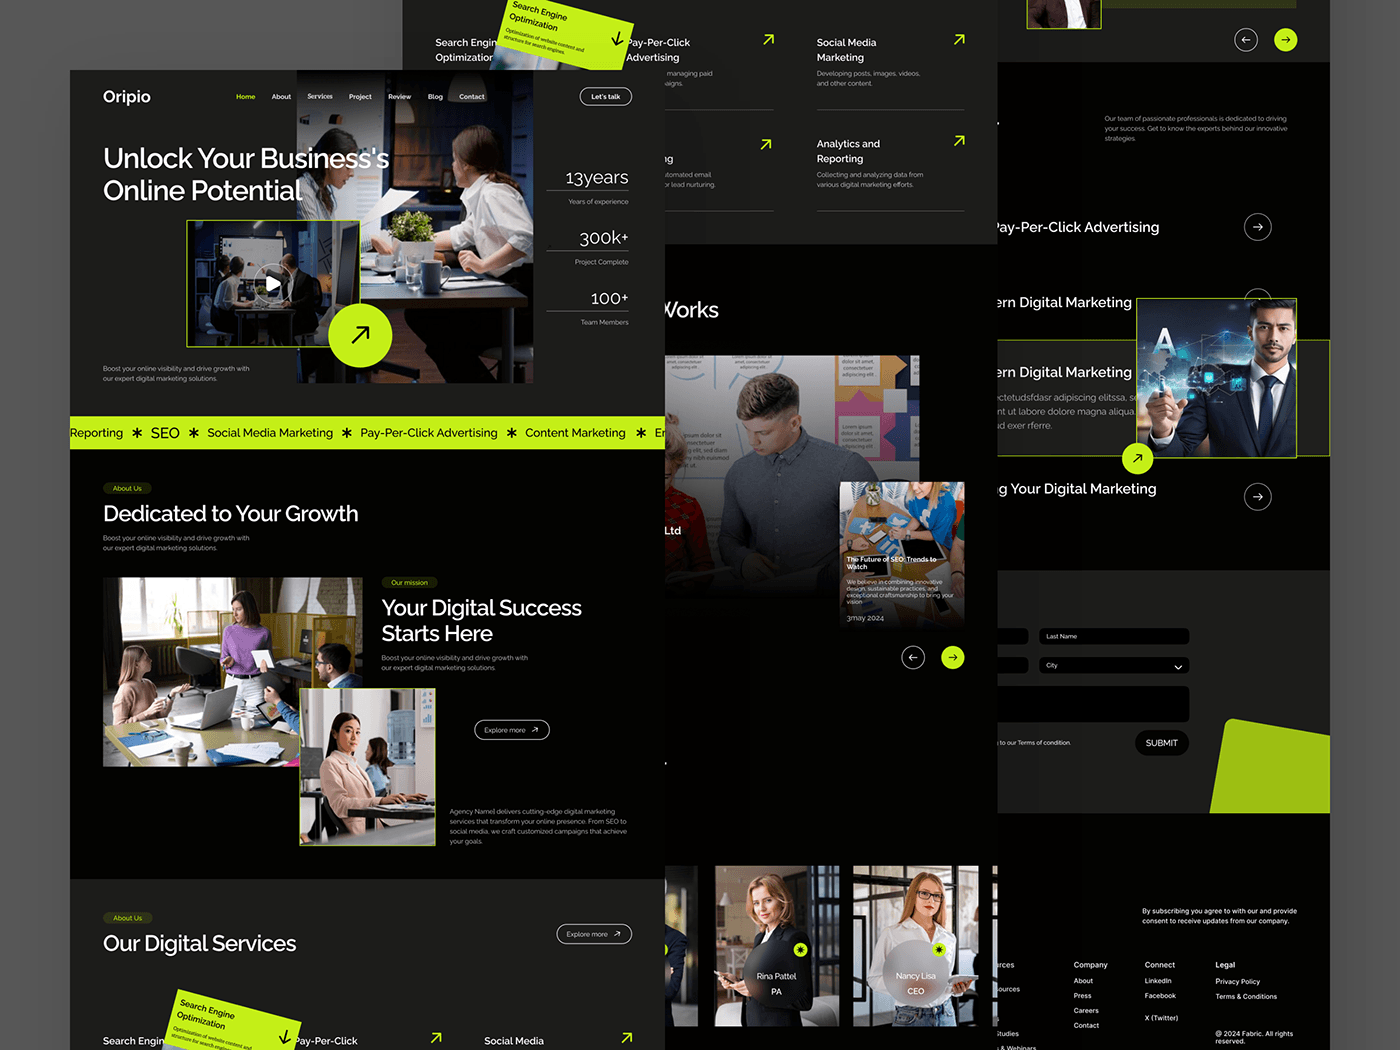 Oripio
Home
About
Services
Project
Review
Blog
Contact
Let's talk
Unlock Your Business's
Online Potential
13years
Years of experience
300k+
Project Complete
100+
Team Members
Boost your online visibility and drive growth with
our expert digital marketing solutions.
Reporting * SEO * Social Media Marketing * Pay-Per-Click Advertising * Content Marketing *
About Us
Dedicated to Your Growth
Boost your online visibility and drive growth with
our expert digital marketing solutions.
Our mission
Your Digital Success
Starts Here
Boost your online visibility and drive growth with
our expert digital marketing solutions.
Explore more
Agency Name] delivers cutting-edge digital marketing
services that transform your online presence. From SEO to
social media, we craft customized campaigns that achieve
your goals.
About Us
Our Digital Services
Explore more
Search Engine
Optimization
Optimization of website content and
structure for search engines.
Pay-Per-Click
Social Media
Search Engine
Optimization
Optimization of website content and
structure for search engines.
Optimization
Pay-Per-Click
Advertising
managing paid
Social Media
Marketing
Developing posts, images, videos,
and other content.
utomated email
or lead nurturing.
Analytics and
Reporting
Collecting and analyzing data from
various digital marketing efforts.
Works
Ltd
The Future of SEO: Trends to
Watch
We believe in combining innovative
design, sustainable practices, and
exceptional craftsmanship to bring your
vision
3may 2024
Rina Pattel
PA
Nancy Lisa
CEO
Our team of passionate professionals is dedicated to driving
your success. Get to know the experts behind our innovative
strategies.
Pay-Per-Click Advertising
ern Digital Marketing
ern Digital Marketing
ectetudsfdasr adipiscing elitssa, se
nt ut labore dolore magna aliqua.
ud exer rferre.
A
g Your Digital Marketing
Last Name
City
to our Terms of condition.
SUBMIT
By subscribing you agree to with our and provide
consent to receive updates from our company.
Company
About
Press
Careers
Contact
Connect
LinkedIn
Facebook
X (Twitter)
Legal
Privacy Policy
Terms & Conditions
@ 2024 Fabric. All rights
reserved.
rces
ources
Studies
& Webinars